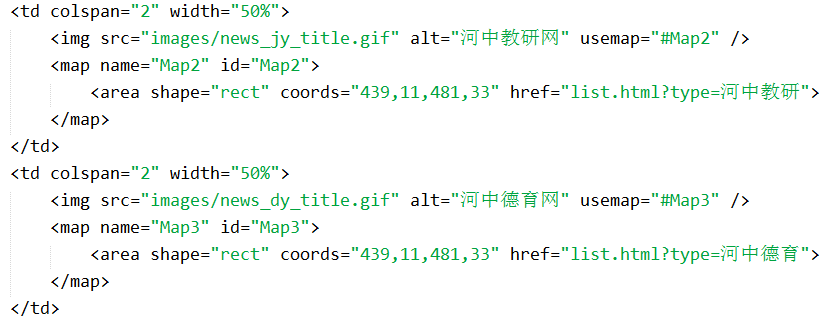 <td colspan="2" width="50%">
    <img src="images/news_jy_title.gif" alt="河中教研网" usemap="#Map2" />
    <map name="Map2" id="Map2">
        <area shape="rect" coords="439,11,481,33" href="list.html?type=河中教研">
    </map>
</td>
<td colspan="2" width="50%">
    <img src="images/news_dy_title.gif" alt="河中德育网" usemap="#Map3" />
    <map name="Map3" id="Map3">
        <area shape="rect" coords="439,11,481,33" href="list.html?type=河中德育">
    </map>
</td>